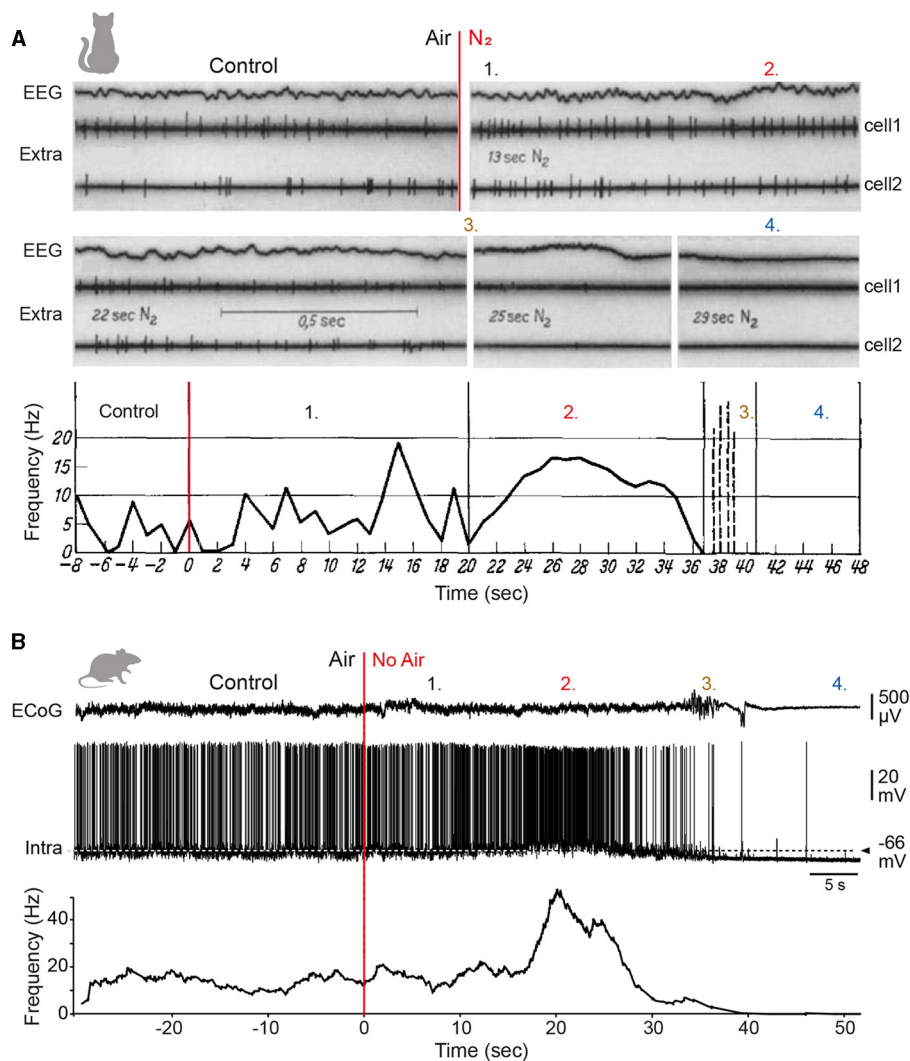 A
Air N₂
Control 1. 2.
EEG
cell1
Extra
13 sec N₂
cell2
3. 4.
EEG
cell1
Extra 22 sec N₂ 0,5 sec 25 sec N₂ 29 sec N₂
cell2
Control 1. 2. 3. 4.
Frequency (Hz)
20
15
10
5
0
-8 -6 -4 -2 0 2 4 6 8 10 12 14 16 18 20 22 24 26 28 30 32 34 36 38 40 42 44 46 48
Time (sec)
B
Air No Air
Control 1. 2. 3. 4.
ECoG
500
µV
20
mV
Intra
-66
mV
5 s
Frequency (Hz)
40
20
0
-20 -10 0 10 20 30 40 50
Time (sec)